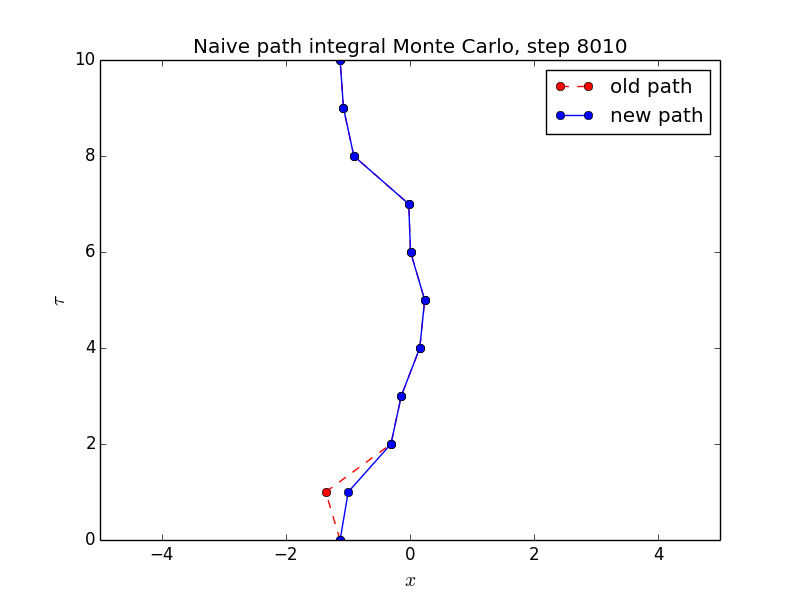 Naive path integral Monte Carlo, step 8010
10
old path
new path
8
6
τ
4
2
0
−4 −2 0 2 4
x